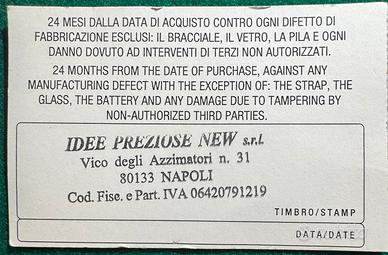 24 MESI DALLA DATA DI ACQUISTO CONTRO OGNI DIFETTO DI
FABBRICAZIONE ESCLUSI: IL BRACCIALE, IL VETRO, LA PILA E OGNI
DANNO DOVUTO AD INTERVENTI DI TERZI NON AUTORIZZATI.
24 MONTHS FROM THE DATE OF PURCHASE, AGAINST ANY
MANUFACTURING DEFECT WITH THE EXCEPTION OF: THE STRAP, THE
GLASS, THE BATTERY AND ANY DAMAGE DUE TO TAMPERING BY
NON-AUTHORIZED THIRD PARTIES.
IDEE PREZIOSE NEW s.r.l.
Vico degli Azzimatori n. 31
80133 NAPOLI
Cod. Fisc. e Part. IVA 06420791219
TIMBRO/STAMP
DATA/DATE